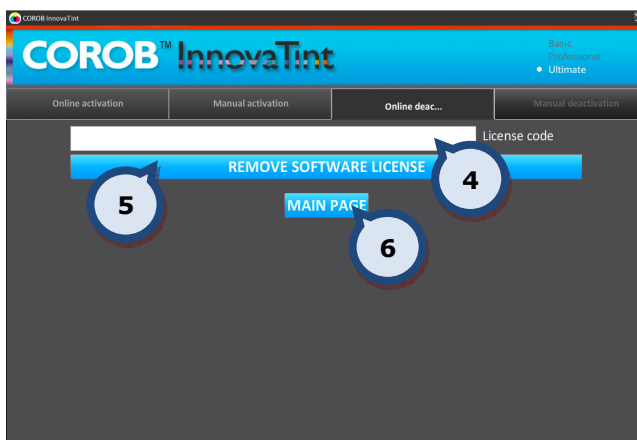 COROB InnovaTint
COROB™ InnovaTint
Basic
Professional
Ultimate
Online activation
Manual activation
Online deac...
Manual deactivation
License code
REMOVE SOFTWARE LICENSE
4
5
MAIN PAGE
6